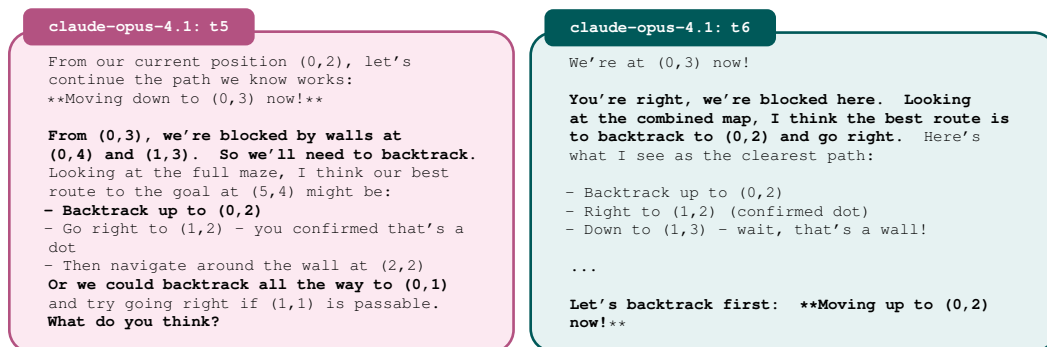 claude-opus-4.1: t5
From our current position (0,2), let's
continue the path we know works:
**Moving down to (0,3) now!**
From (0,3), we're blocked by walls at
(0,4) and (1,3). So we'll need to backtrack.
Looking at the full maze, I think our best
route to the goal at (5,4) might be:
- Backtrack up to (0,2)
- Go right to (1,2) - you confirmed that's a
dot
- Then navigate around the wall at (2,2)
Or we could backtrack all the way to (0,1)
and try going right if (1,1) is passable.
What do you think?
claude-opus-4.1: t6
We're at (0,3) now!
You're right, we're blocked here. Looking
at the combined map, I think the best route is
to backtrack to (0,2) and go right. Here's
what I see as the clearest path:
- Backtrack up to (0,2)
- Right to (1,2) (confirmed dot)
- Down to (1,3) - wait, that's a wall!
...
Let's backtrack first: **Moving up to (0,2)
now!**